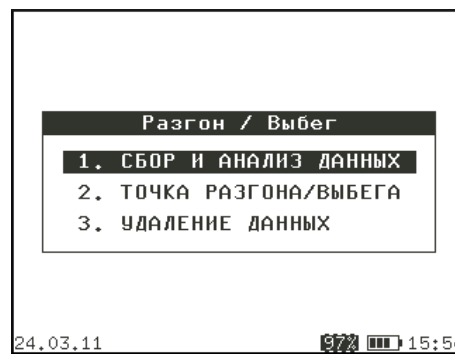 Разгон / Выбег
1. СБОР И АНАЛИЗ ДАННЫХ
2. ТОЧКА РАЗГОНА/ВЫБЕГА
3. УДАЛЕНИЕ ДАННЫХ
24.03.11 97%